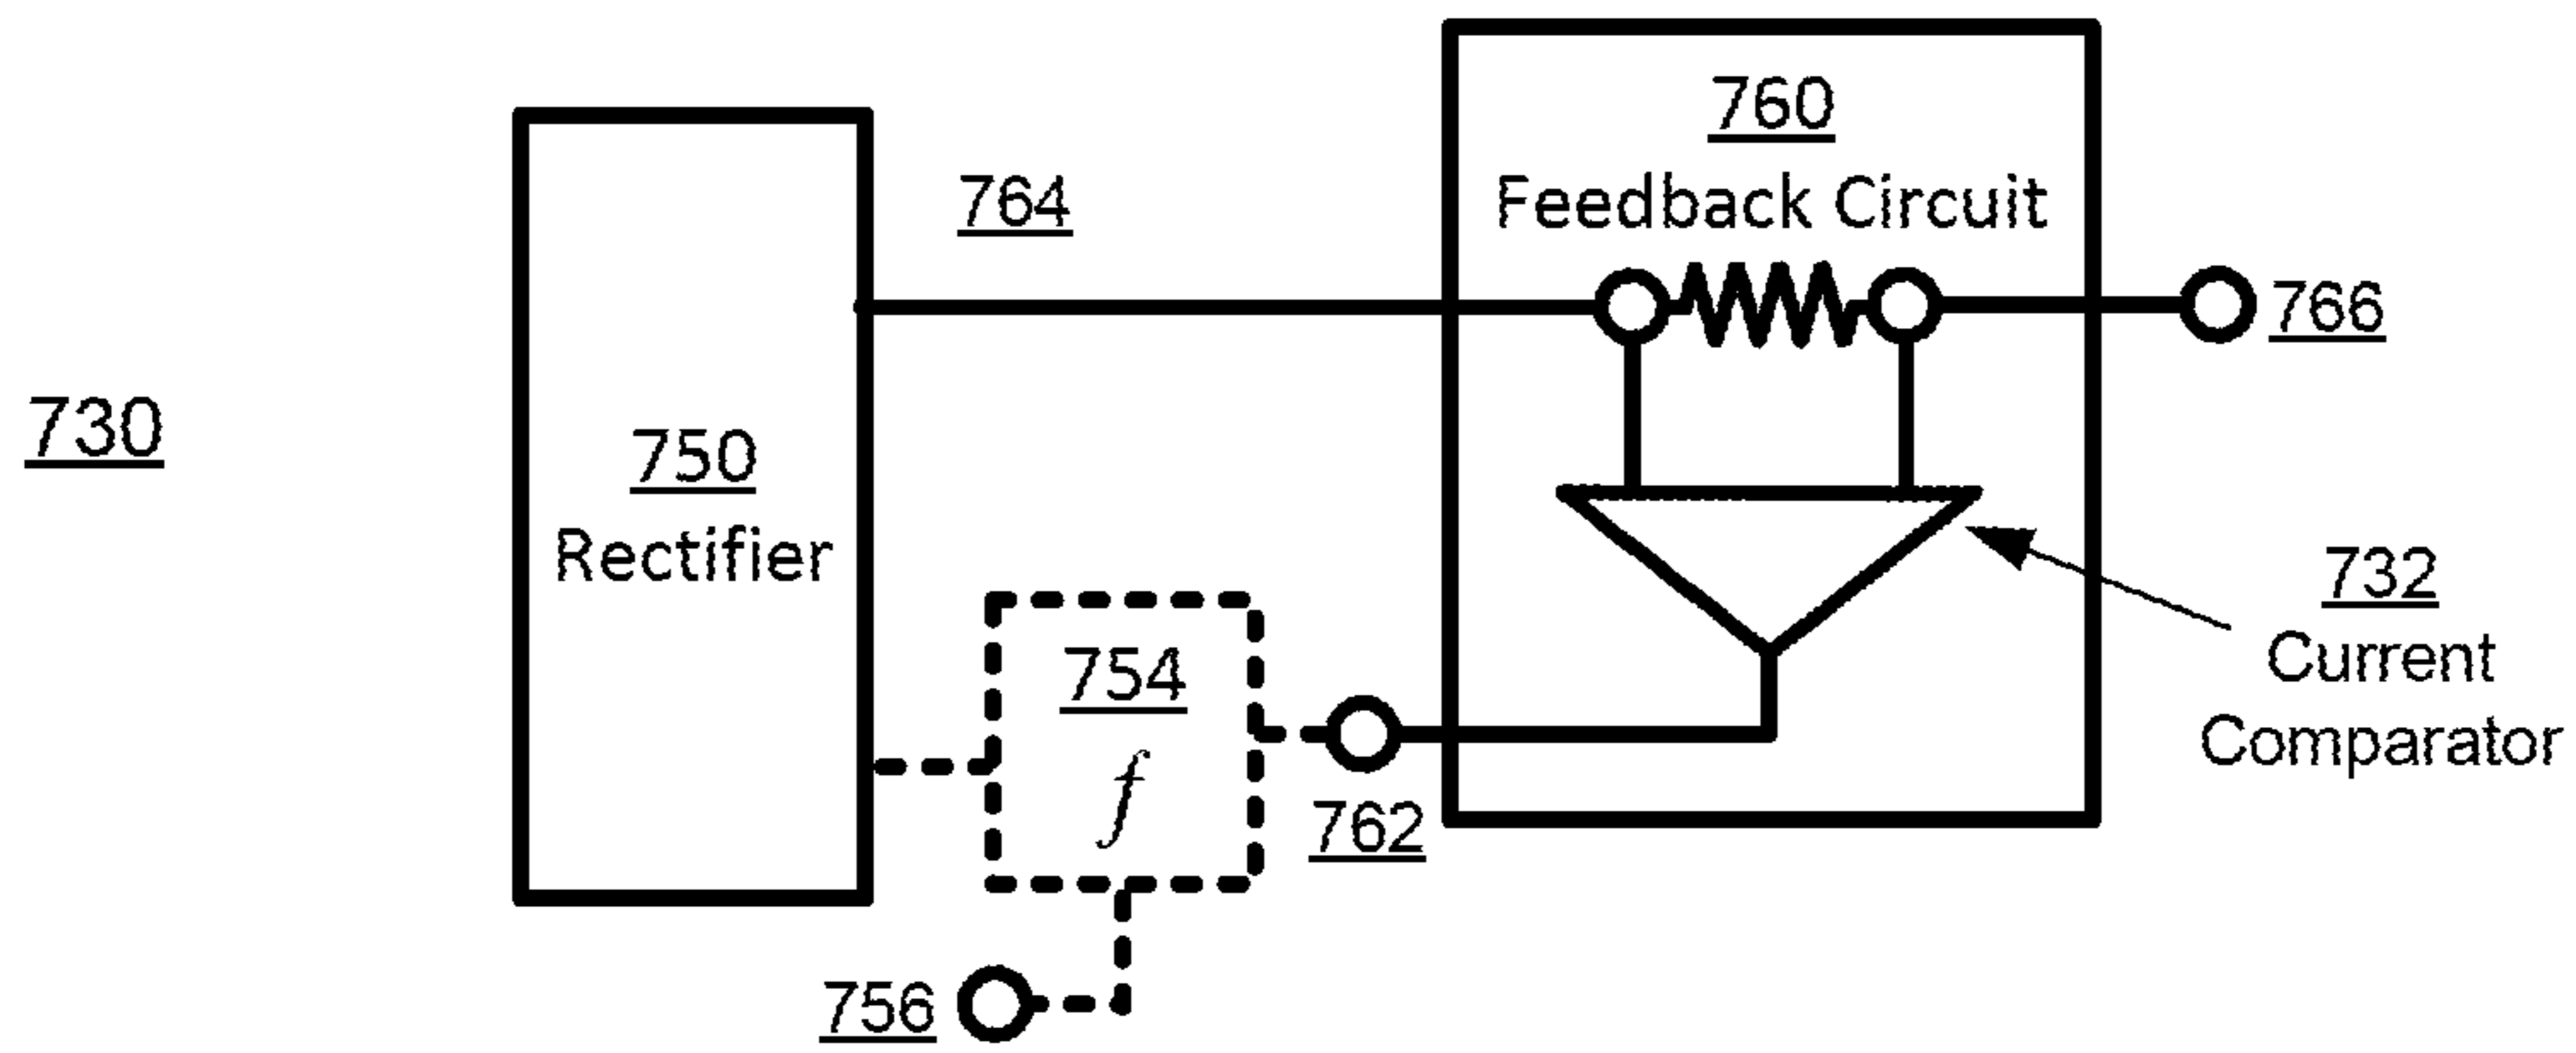 760
Feedback Circuit
764
766
730
750
Rectifier
732
Current
Comparator
754
f
762
756